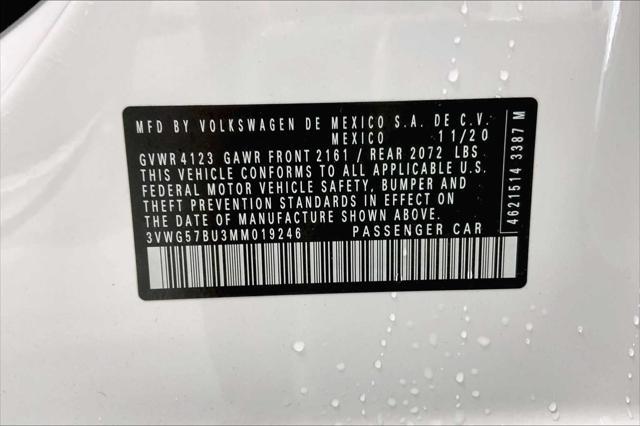 MFD BY VOLKSWAGEN DE MEXICO S.A. DE C.V.
MEXICO 11/20
GVWR 4123 GAWR FRONT 2161 / REAR 2072 LBS
THIS VEHICLE CONFORMS TO ALL APPLICABLE U.S.
FEDERAL MOTOR VEHICLE SAFETY, BUMPER AND
THEFT PREVENTION STANDARDS IN EFFECT ON
THE DATE OF MANUFACTURE SHOWN ABOVE.
3VWG57BU3MM019246 PASSENGER CAR
4621514 3387 M